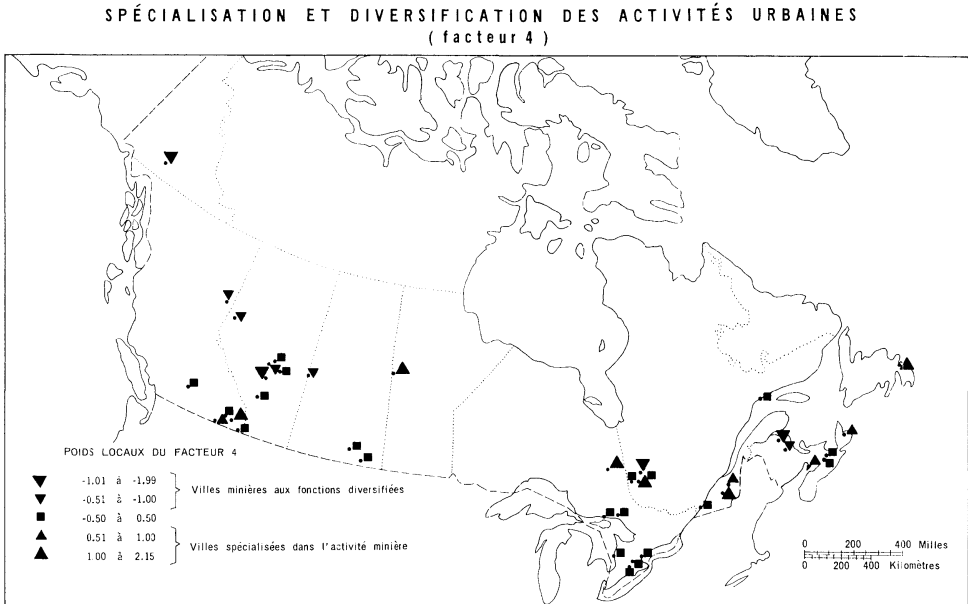 SPÉCIALISATION ET DIVERSIFICATION DES ACTIVITÉS URBAINES
(facteur 4)
POIDS LOCAUX DU FACTEUR 4
-1.01 à -1.99
-0.51 à -1.00
Villes minières aux fonctions diversifiées
-0.50 à 0.50
0.51 à 1.00
1.00 à 2.15
Villes spécialisées dans l'activité minière
0 200 400 Milles
0 200 400 Kilomètres